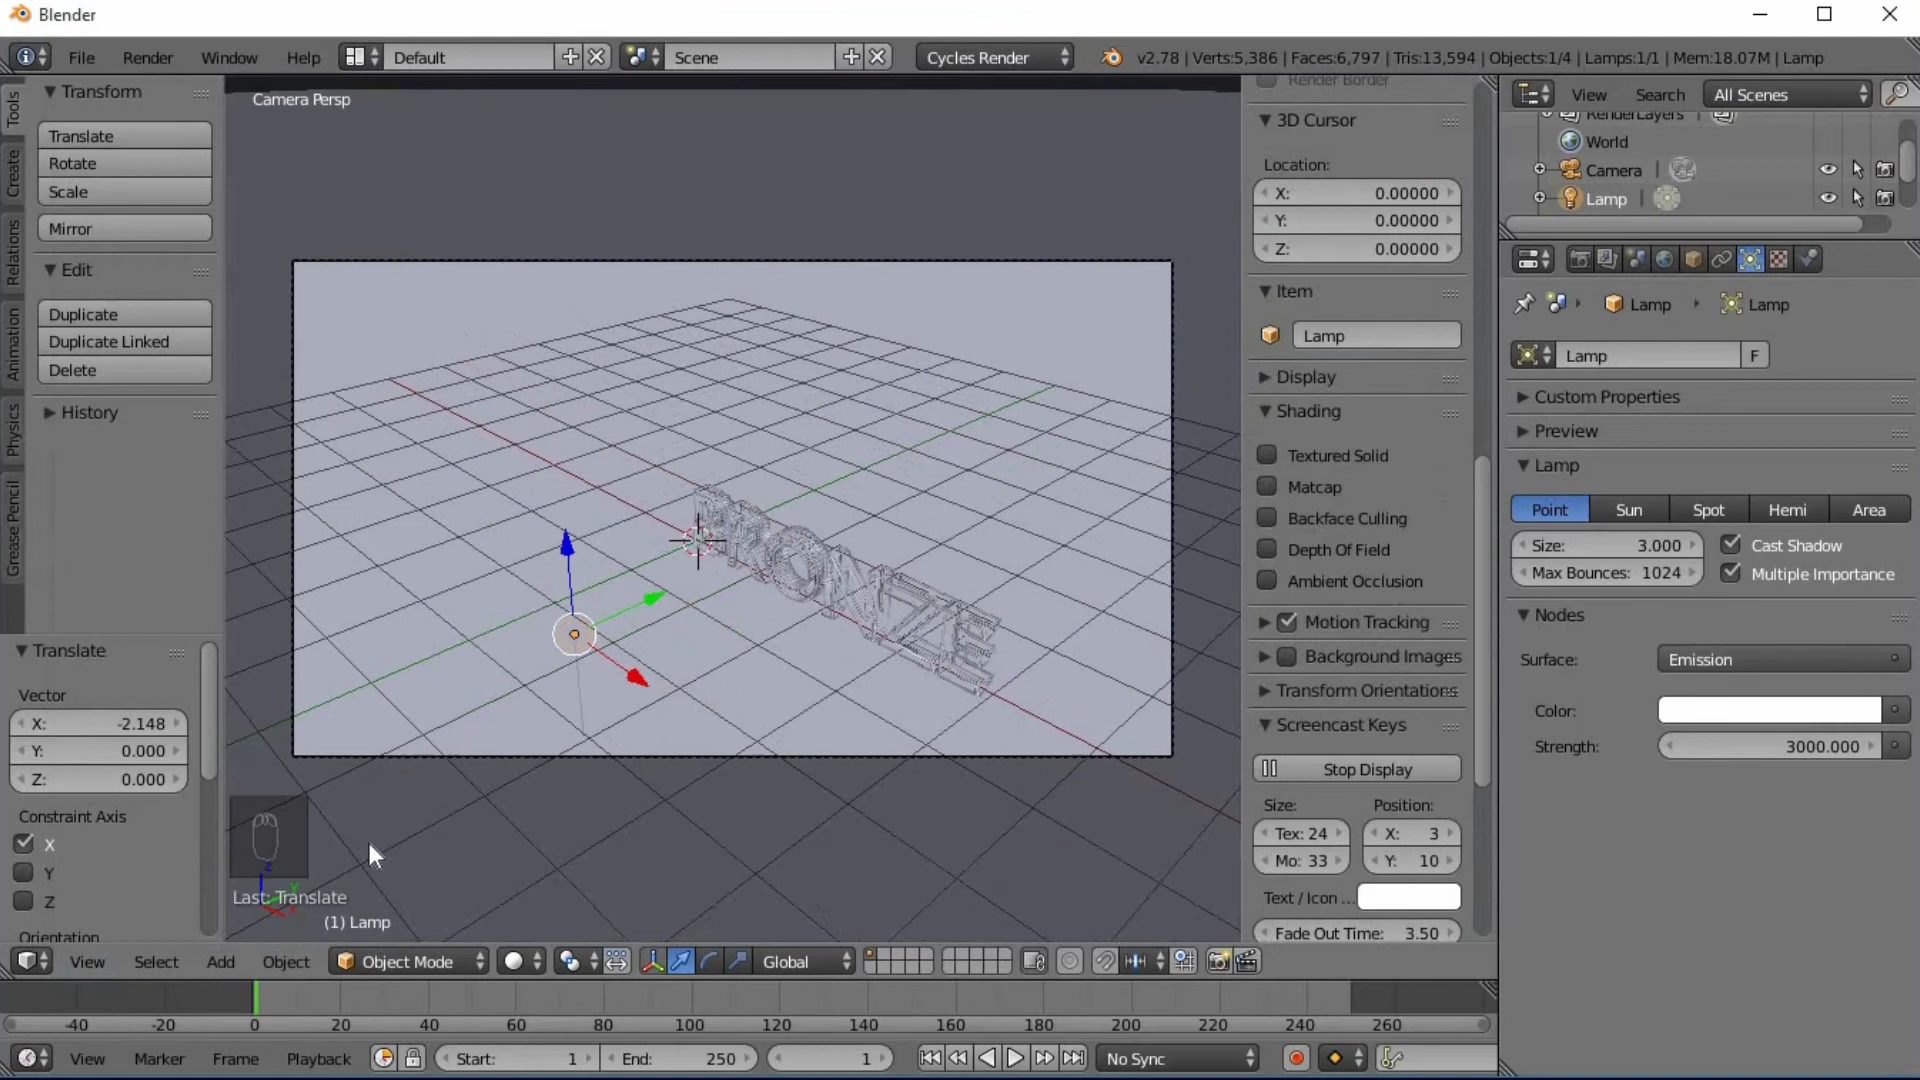 Blender
File Render Window Help Default Scene Cycles Render v2.78 | Verts:5,386 | Faces:6,797 | Tris:13,594 | Objects:1/4 | Lamps:1/1 | Mem:18.07M | Lamp
Tools
Create
Relations
Animation
Physics
Grease Pencil
Transform
Translate
Rotate
Scale
Mirror
Edit
Duplicate
Duplicate Linked
Delete
History
Translate
Vector
X: -2.148
Y: 0.000
Z: 0.000
Constraint Axis
X
Y
Z
Orientation
Camera Persp
BRONZE
Last: Translate
(1) Lamp
Render Border
3D Cursor
Location:
X: 0.00000
Y: 0.00000
Z: 0.00000
Item
Lamp
Display
Shading
Textured Solid
Matcap
Backface Culling
Depth Of Field
Ambient Occlusion
Motion Tracking
Background Images
Transform Orientations
Screencast Keys
Stop Display
Size: Position:
Tex: 24 X: 3
Mo: 33 Y: 10
Text / Icon ...
Fade Out Time: 3.50
View Search All Scenes
RenderLayers
World
Camera
Lamp
Lamp Lamp
Lamp F
Custom Properties
Preview
Lamp
Point Sun Spot Hemi Area
Size: 3.000 Cast Shadow
Max Bounces: 1024 Multiple Importance
Nodes
Surface: Emission
Color:
Strength: 3000.000
View Select Add Object Object Mode Global
-40 -20 0 20 40 60 80 100 120 140 160 180 200 220 240 260
View Marker Frame Playback Start: 1 End: 250 1 No Sync